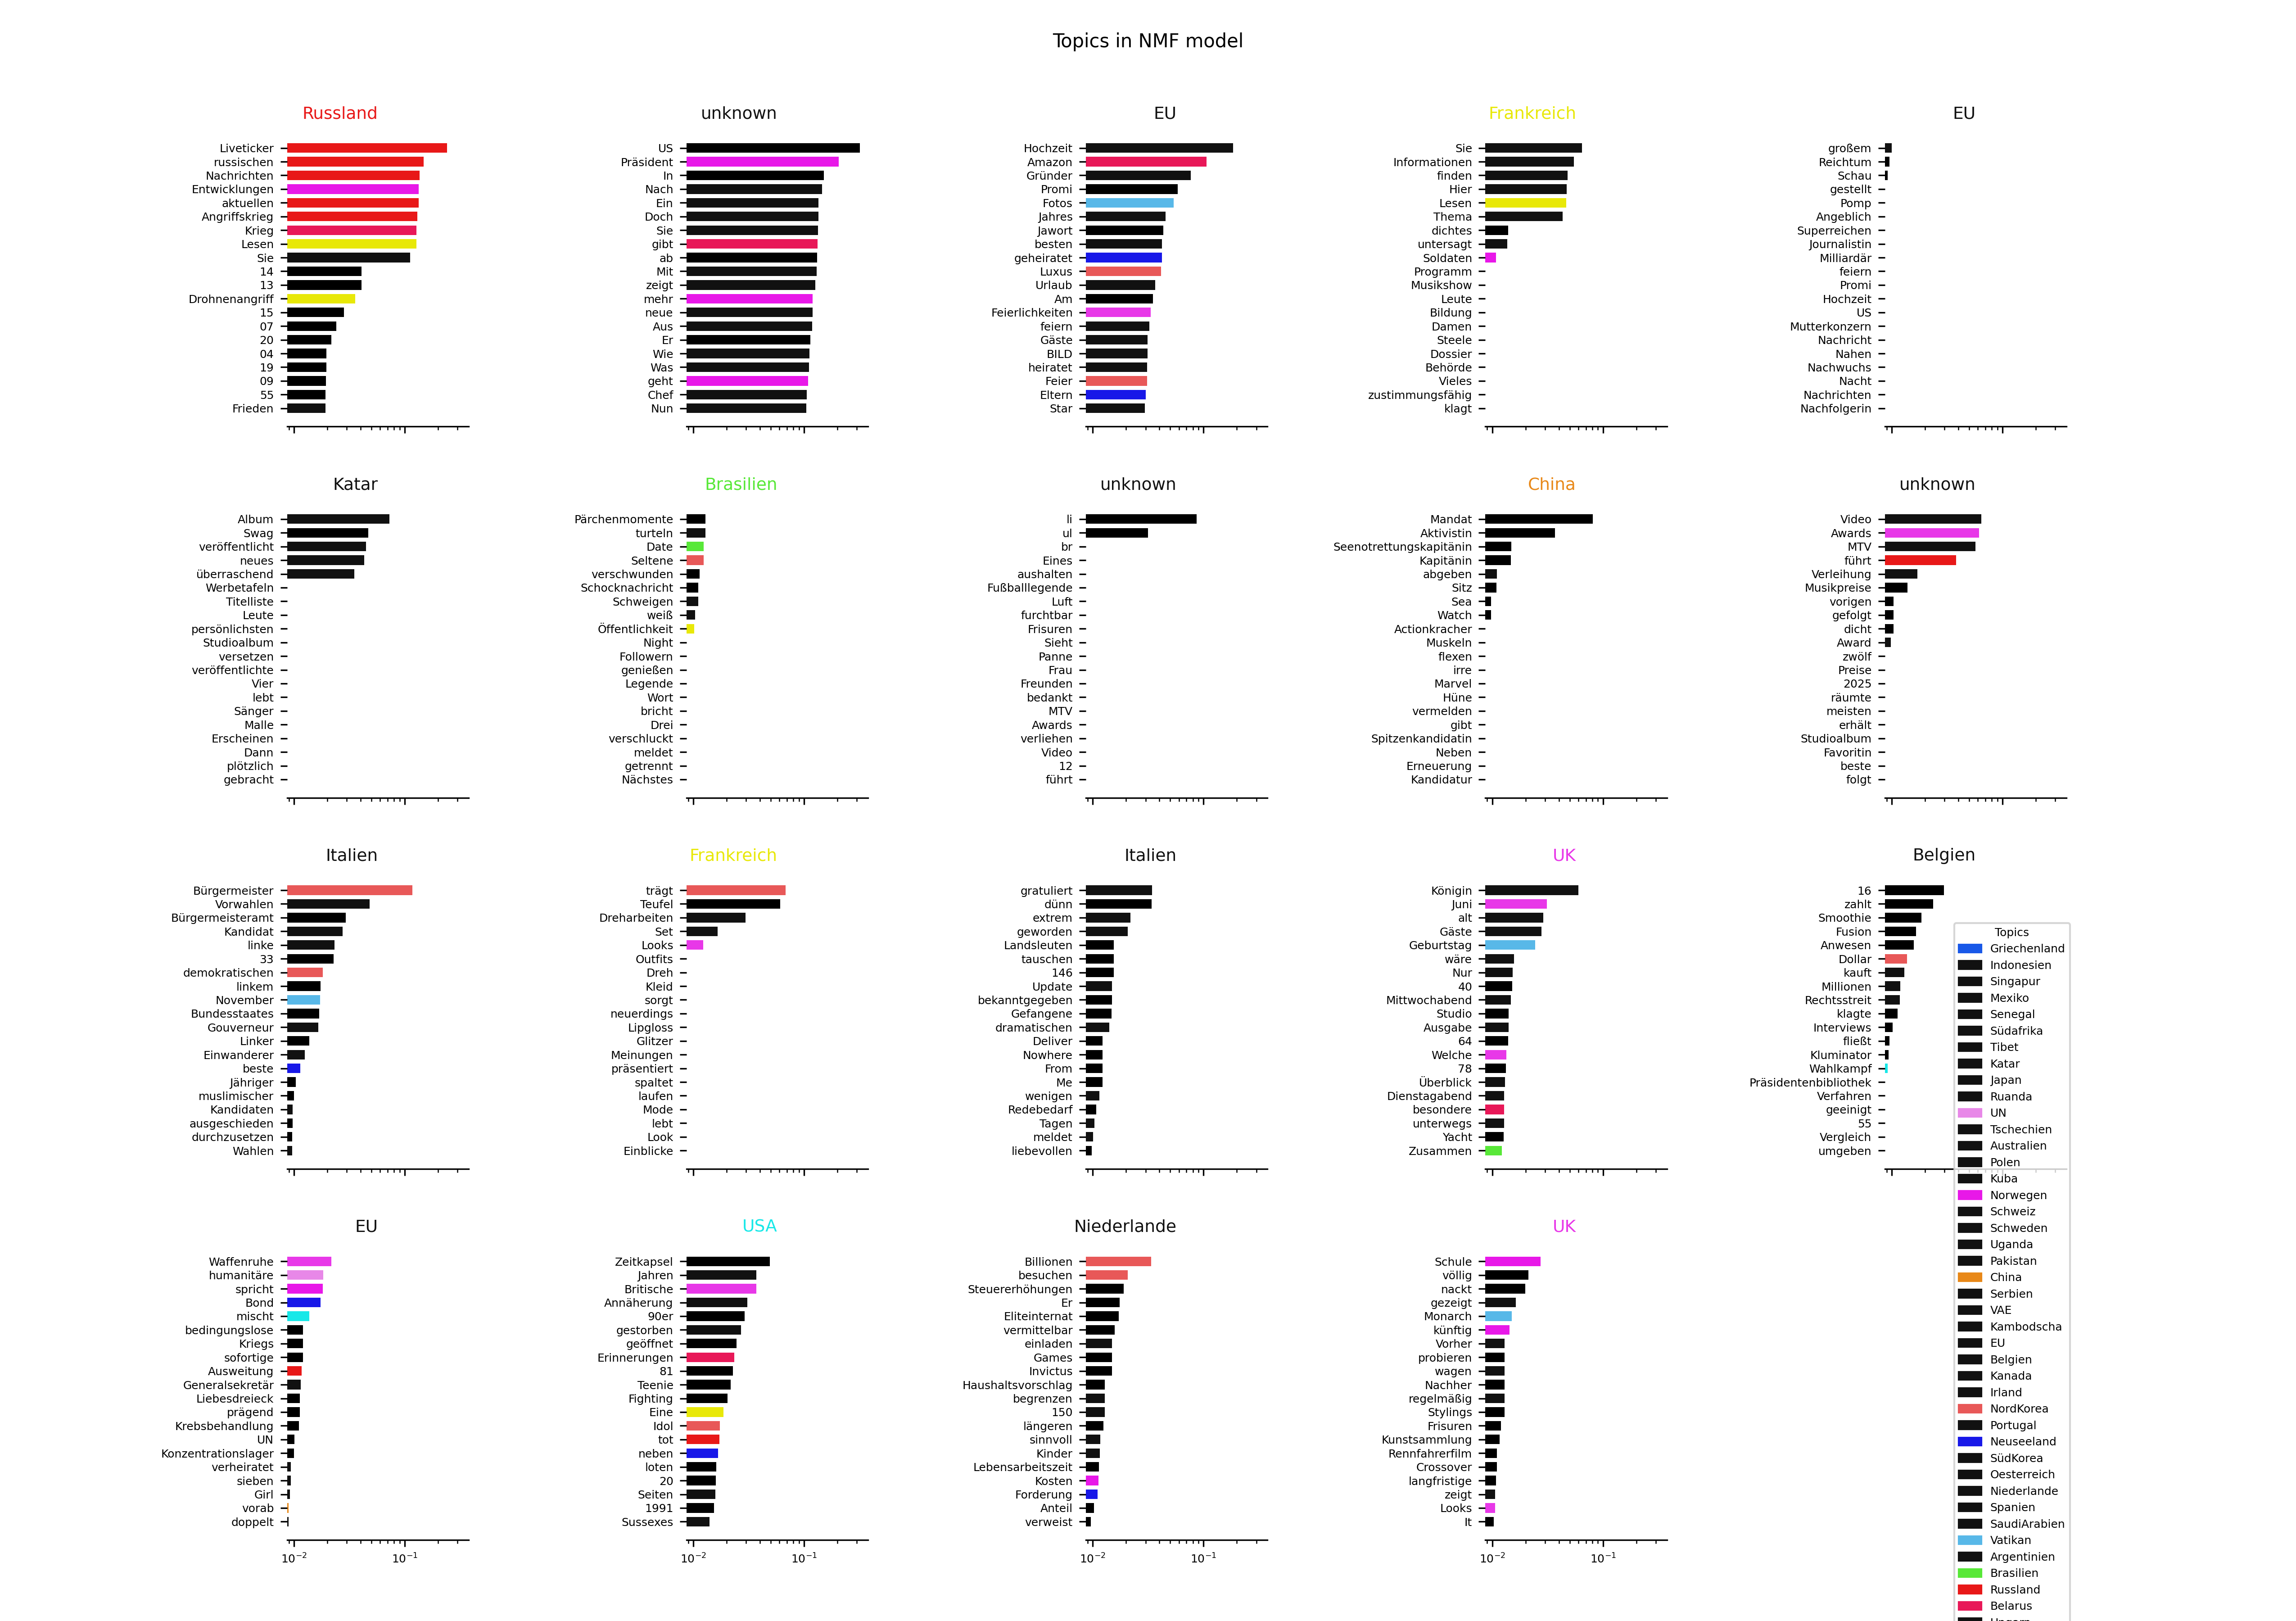 Topics in NMF model
Russland
Liveticker
russischen
Nachrichten
Entwicklungen
aktuellen
Angriffskrieg
Krieg
Lesen
Sie
14
13
Drohnenangriff
15
07
20
04
19
09
55
Frieden
unknown
US
Präsident
In
Nach
Ein
Doch
Sie
gibt
ab
Mit
zeigt
mehr
neue
Aus
Er
Wie
Was
geht
Chef
Nun
EU
Hochzeit
Amazon
Gründer
Promi
Fotos
Jahres
Jawort
besten
geheiratet
Luxus
Urlaub
Am
Feierlichkeiten
feiern
Gäste
BILD
heiratet
Feier
Eltern
Star
Frankreich
Sie
Informationen
finden
Hier
Lesen
Thema
dichtes
untersagt
Soldaten
Programm
Musikshow
Leute
Bildung
Damen
Steele
Dossier
Behörde
Vieles
zustimmungsfähig
klagt
EU
großem
Reichtum
Schau
gestellt
Pomp
Angeblich
Superreichen
Journalistin
Milliardär
feiern
Promi
Hochzeit
US
Mutterkonzern
Nachricht
Nahen
Nachwuchs
Nacht
Nachrichten
Nachfolgerin
Katar
Album
Swag
veröffentlicht
neues
überraschend
Werbetafeln
Titelliste
Leute
persönlichsten
Studioalbum
versetzen
veröffentlichte
Vier
lebt
Sänger
Malle
Erscheinen
Dann
plötzlich
gebracht
Brasilien
Pärchenmomente
turteln
Date
Seltene
verschwunden
Schocknachricht
Schweigen
weiß
Öffentlichkeit
Night
Followern
genießen
Legende
Wort
bricht
Drei
verschluckt
meldet
getrennt
Nächstes
unknown
li
ul
br
Eines
aushalten
Fußballlegende
Luft
furchtbar
Frisuren
Sieht
Panne
Frau
Freunden
bedankt
MTV
Awards
verliehen
Video
12
führt
China
Mandat
Aktivistin
Seenotrettungskapitänin
Kapitänin
abgeben
Sitz
Sea
Watch
Actionkracher
Muskeln
flexen
irre
Marvel
Hüne
vermelden
gibt
Spitzenkandidatin
Neben
Erneuerung
Kandidatur
unknown
Video
Awards
MTV
führt
Verleihung
Musikpreise
vorigen
gefolgt
dicht
Award
zwölf
Preise
2025
räumte
meisten
erhält
Studioalbum
Favoritin
beste
folgt
Italien
Bürgermeister
Vorwahlen
Bürgermeisteramt
Kandidat
linke
33
demokratischen
linkem
November
Bundesstaates
Gouverneur
Linker
Einwanderer
beste
Jähriger
muslimischer
Kandidaten
ausgeschieden
durchzusetzen
Wahlen
Frankreich
trägt
Teufel
Dreharbeiten
Set
Looks
Outfits
Dreh
Kleid
sorgt
neuerdings
Lipgloss
Glitzer
Meinungen
präsentiert
spaltet
laufen
Mode
lebt
Look
Einblicke
Italien
gratuliert
dünn
extrem
geworden
Landsleuten
tauschen
146
Update
bekanntgegeben
Gefangene
dramatischen
Deliver
Nowhere
From
Me
wenigen
Redebedarf
Tagen
meldet
liebevollen
UK
Königin
Juni
alt
Gäste
Geburtstag
wäre
Nur
40
Mittwochabend
Studio
Ausgabe
64
Welche
78
Überblick
Dienstagabend
besondere
unterwegs
Yacht
Zusammen
Belgien
16
zahlt
Smoothie
Fusion
Anwesen
Dollar
kauft
Millionen
Rechtsstreit
klagte
Interviews
fließt
Kluminator
Wahlkampf
Präsidentenbibliothek
Verfahren
geeinigt
55
Vergleich
umgeben
EU
Waffenruhe
humanitäre
spricht
Bond
mischt
bedingungslose
Kriegs
sofortige
Ausweitung
Generalsekretär
Liebesdreieck
prägend
Krebsbehandlung
UN
Konzentrationslager
verheiratet
sieben
Girl
vorab
doppelt
10⁻² 10⁻¹
USA
Zeitkapsel
Jahren
Britische
Annäherung
90er
gestorben
geöffnet
Erinnerungen
81
Teenie
Fighting
Eine
Idol
tot
neben
loten
20
Seiten
1991
Sussexes
10⁻² 10⁻¹
Niederlande
Billionen
besuchen
Steuererhöhungen
Er
Eliteinternat
vermittelbar
einladen
Games
Invictus
Haushaltsvorschlag
begrenzen
150
längeren
sinnvoll
Kinder
Lebensarbeitszeit
Kosten
Forderung
Anteil
verweist
10⁻² 10⁻¹
UK
Schule
völlig
nackt
gezeigt
Monarch
künftig
Vorher
probieren
wagen
Nachher
regelmäßig
Stylings
Frisuren
Kunstsammlung
Rennfahrerfilm
Crossover
langfristige
zeigt
Looks
It
10⁻² 10⁻¹
Topics
Griechenland
Indonesien
Singapur
Mexiko
Senegal
Südafrika
Tibet
Katar
Japan
Ruanda
UN
Tschechien
Australien
Polen
Kuba
Norwegen
Schweiz
Schweden
Uganda
Pakistan
China
Serbien
VAE
Kambodscha
EU
Belgien
Kanada
Irland
NordKorea
Portugal
Neuseeland
SüdKorea
Oesterreich
Niederlande
Spanien
SaudiArabien
Vatikan
Argentinien
Brasilien
Russland
Belarus